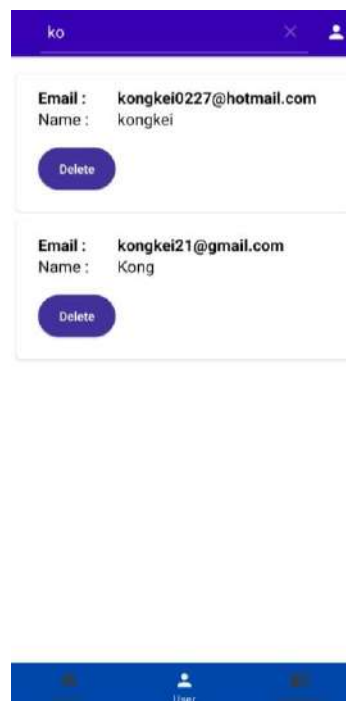 ko
Email : kongkei0227@hotmail.com
Name : kongkei
Delete
Email : kongkei21@gmail.com
Name : Kong
Delete
User